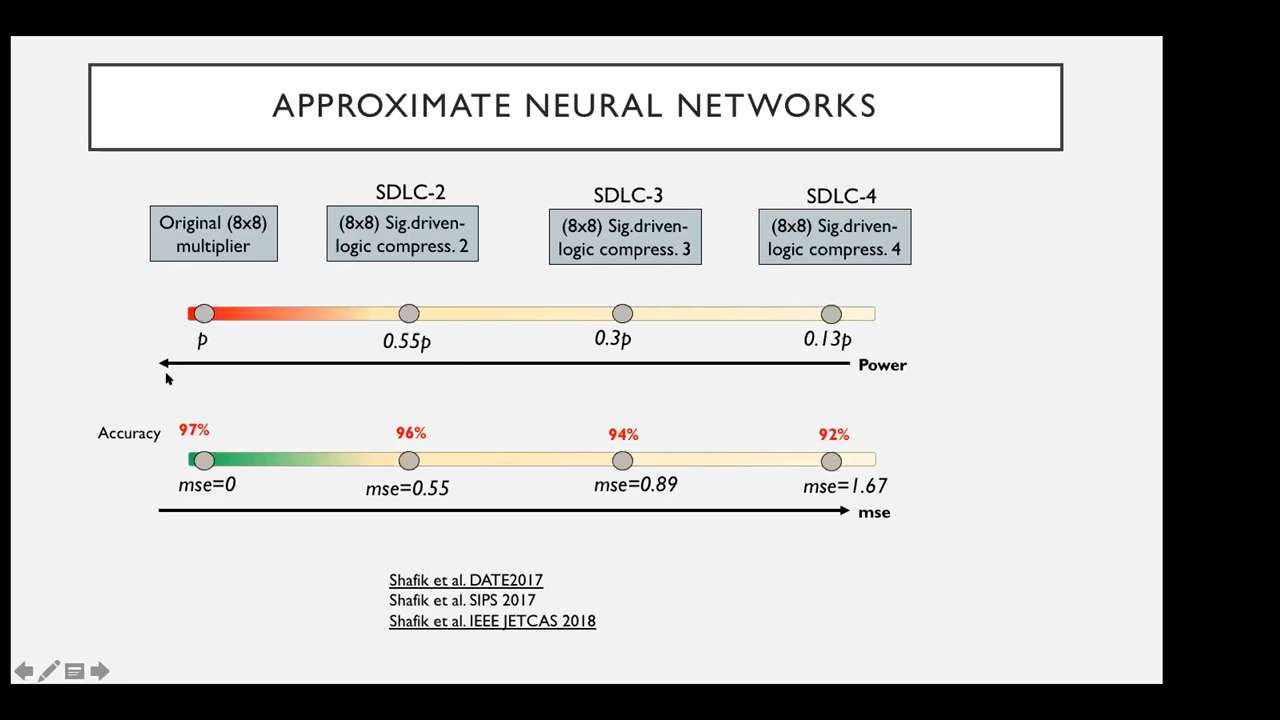 APPROXIMATE NEURAL NETWORKS
SDLC-2
SDLC-3
SDLC-4
Original (8x8)
multiplier
(8x8) Sig.driven-
logic compress. 2
(8x8) Sig.driven-
logic compress. 3
(8x8) Sig.driven-
logic compress. 4
p
0.55p
0.3p
0.13p
Power
Accuracy
97%
96%
94%
92%
mse=0
mse=0.55
mse=0.89
mse=1.67
mse
Shafik et al. DATE2017
Shafik et al. SIPS 2017
Shafik et al. IEEE JETCAS 2018